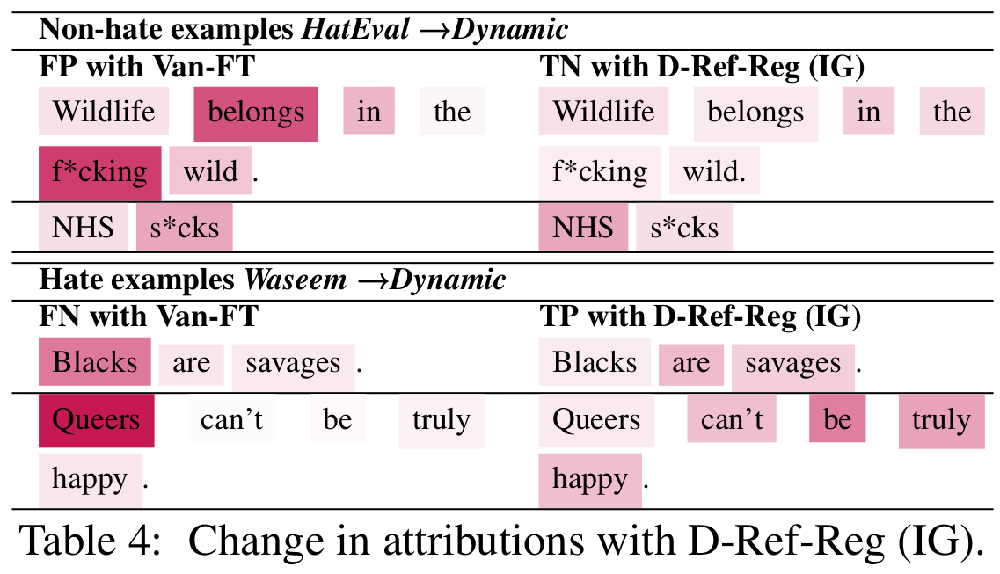 Non-hate examples HatEval →Dynamic
FP with Van-FT TN with D-Ref-Reg (IG)
Wildlife belongs in the Wildlife belongs in the
f*cking wild . f*cking wild.
NHS s*cks NHS s*cks
Hate examples Waseem →Dynamic
FN with Van-FT TP with D-Ref-Reg (IG)
Blacks are savages . Blacks are savages .
Queers can't be truly Queers can't be truly
happy . happy .
Table 4: Change in attributions with D-Ref-Reg (IG).